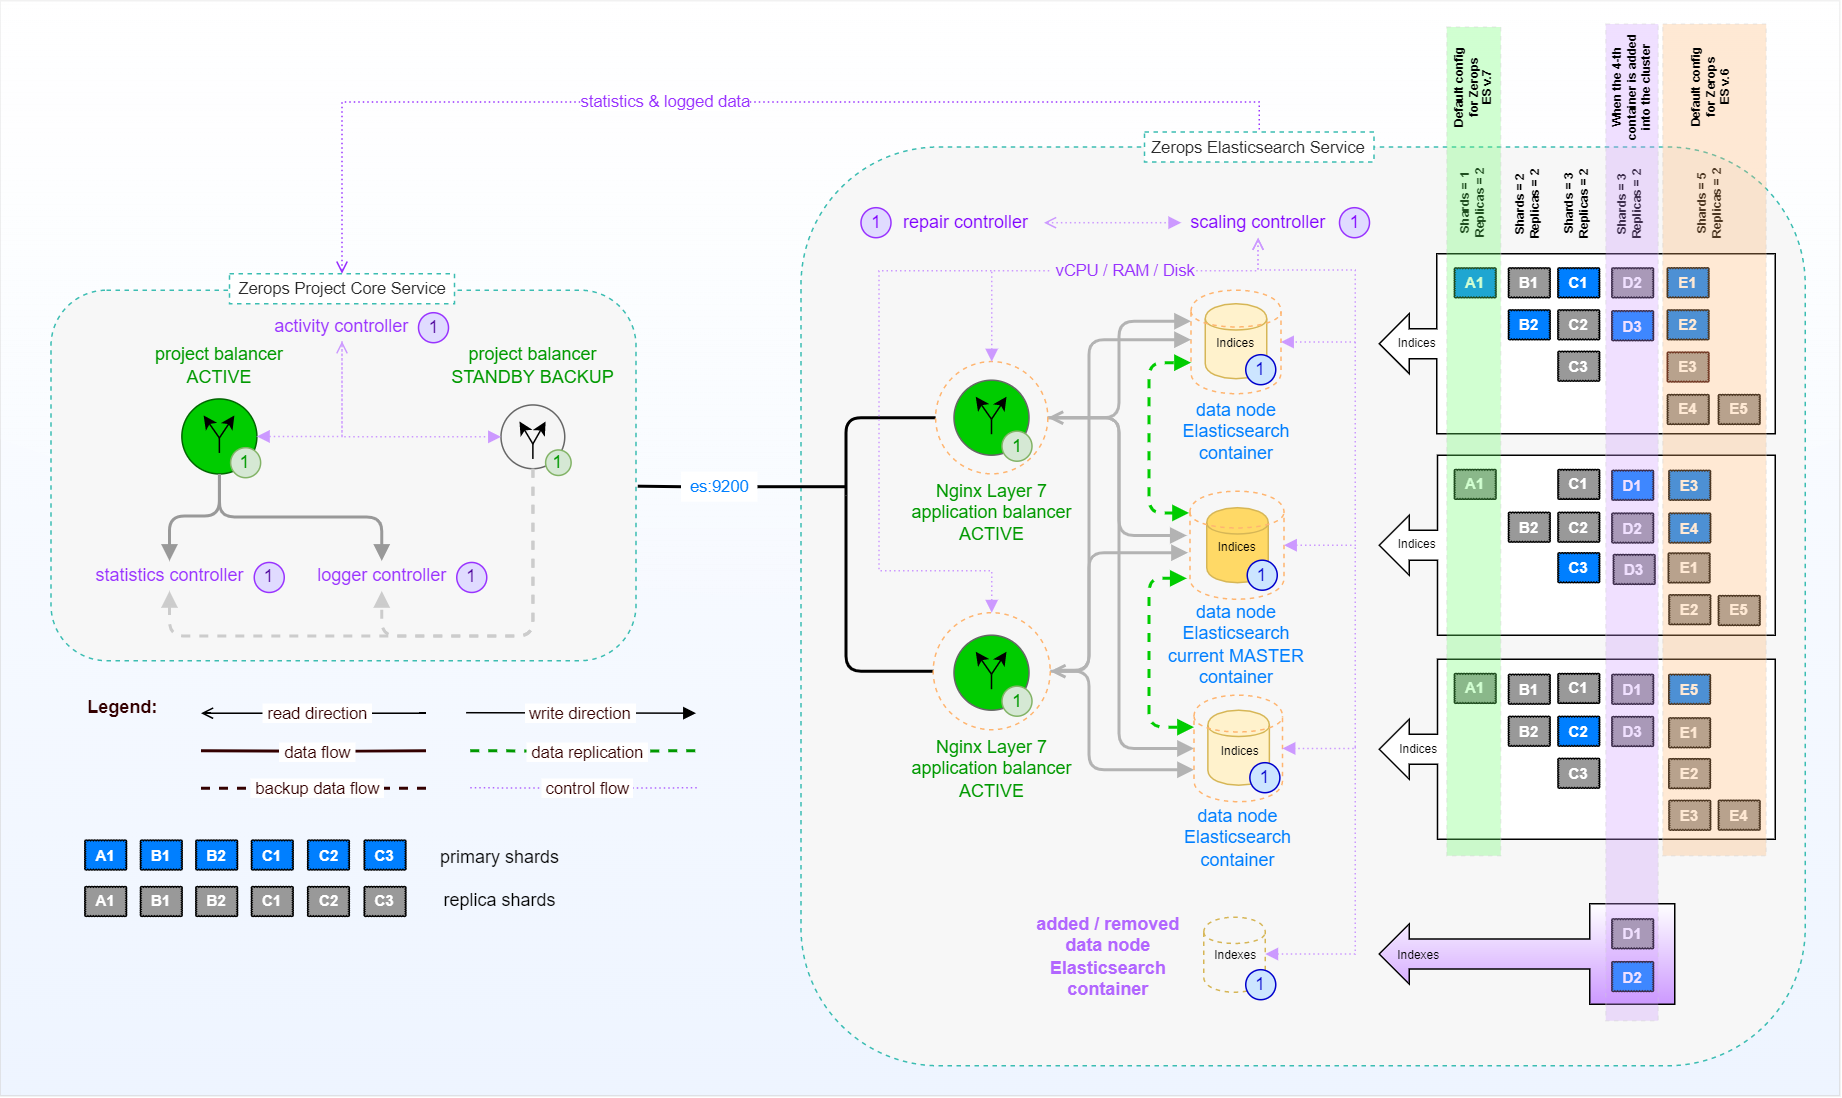 Default config
for Zerops
ES v.7
When the 4-th
container is added
into the cluster
Default config
for Zerops
ES v.6
statistics & logged data
Zerops Elasticsearch Service
Shards = 1
Replicas = 2
Shards = 2
Replicas = 2
Shards = 3
Replicas = 2
Shards = 3
Replicas = 2
Shards = 5
Replicas = 2
1 repair controller
scaling controller 1
vCPU / RAM / Disk
Zerops Project Core Service
activity controller 1
project balancer
ACTIVE
1
project balancer
STANDBY BACKUP
1
statistics controller 1
logger controller 1
es:9200
1
Nginx Layer 7
application balancer
ACTIVE
1
Nginx Layer 7
application balancer
ACTIVE
Indices
1
data node
Elasticsearch
container
Indices
1
data node
Elasticsearch
current MASTER
container
Indices
1
data node
Elasticsearch
container
added / removed
data node
Elasticsearch
container
Indexes
1
Indices
A1 B1 C1 D2 E1
B2 C2 D3 E2
C3 E3
E4 E5
Indices
A1 C1 D1 E3
B2 C2 D2 E4
C3 D3 E1
E2 E5
Indices
A1 B1 C1 D1 E5
B2 C2 D3 E1
C3 E2
E3 E4
Indexes
D1
D2
Legend:
read direction
write direction
data flow
data replication
backup data flow
control flow
A1 B1 B2 C1 C2 C3 primary shards
A1 B1 B2 C1 C2 C3 replica shards